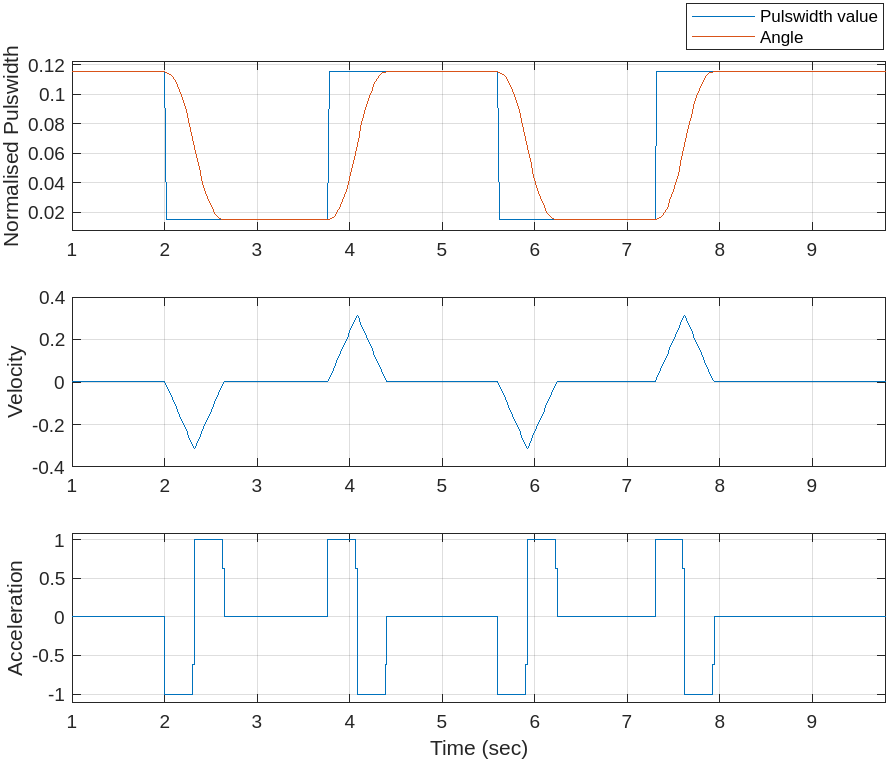 Pulswidth value
Angle
Normalised Pulswidth
0.12
0.1
0.08
0.06
0.04
0.02
1 2 3 4 5 6 7 8 9
Velocity
0.4
0.2
0
-0.2
-0.4
1 2 3 4 5 6 7 8 9
Acceleration
1
0.5
0
-0.5
-1
1 2 3 4 5 6 7 8 9
Time (sec)